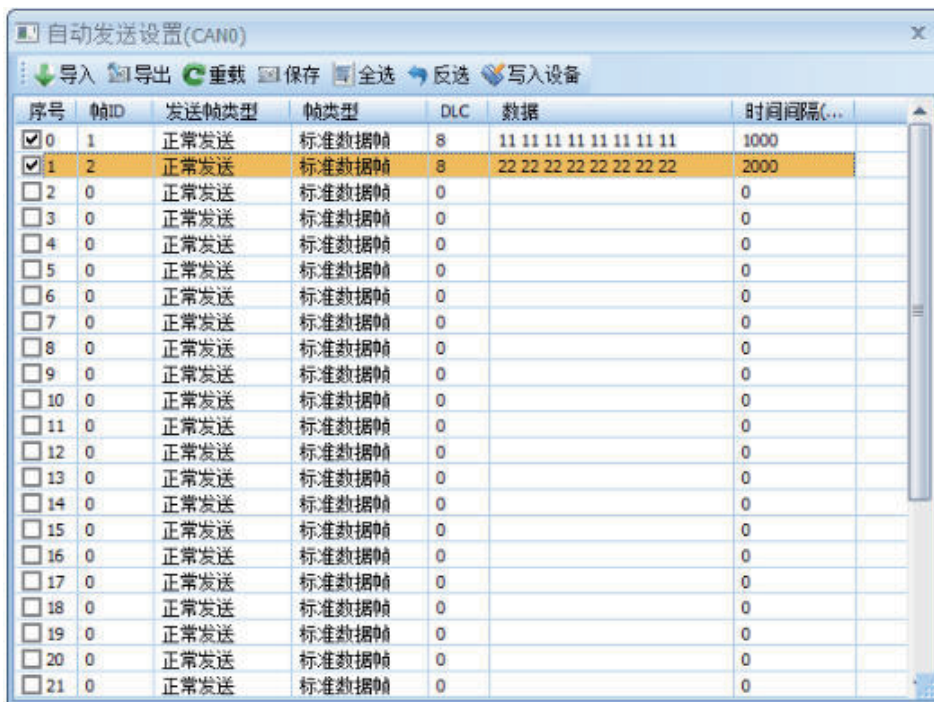 自动发送设置(CAN0)
导入 导出 重载 保存 全选 反选 写入设备
序号 帧ID 发送帧类型 帧类型 DLC 数据 时间间隔(...
0 1 正常发送 标准数据帧 8 11 11 11 11 11 11 11 11 1000
1 2 正常发送 标准数据帧 8 22 22 22 22 22 22 22 22 2000
2 0 正常发送 标准数据帧 0 0
3 0 正常发送 标准数据帧 0 0
4 0 正常发送 标准数据帧 0 0
5 0 正常发送 标准数据帧 0 0
6 0 正常发送 标准数据帧 0 0
7 0 正常发送 标准数据帧 0 0
8 0 正常发送 标准数据帧 0 0
9 0 正常发送 标准数据帧 0 0
10 0 正常发送 标准数据帧 0 0
11 0 正常发送 标准数据帧 0 0
12 0 正常发送 标准数据帧 0 0
13 0 正常发送 标准数据帧 0 0
14 0 正常发送 标准数据帧 0 0
15 0 正常发送 标准数据帧 0 0
16 0 正常发送 标准数据帧 0 0
17 0 正常发送 标准数据帧 0 0
18 0 正常发送 标准数据帧 0 0
19 0 正常发送 标准数据帧 0 0
20 0 正常发送 标准数据帧 0 0
21 0 正常发送 标准数据帧 0 0